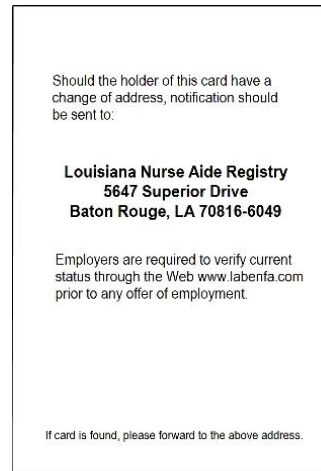 Should the holder of this card have a
change of address, notification should
be sent to:
Louisiana Nurse Aide Registry
5647 Superior Drive
Baton Rouge, LA 70816-6049
Employers are required to verify current
status through the Web www.labenfa.com
prior to any offer of employment.
If card is found, please forward to the above address.